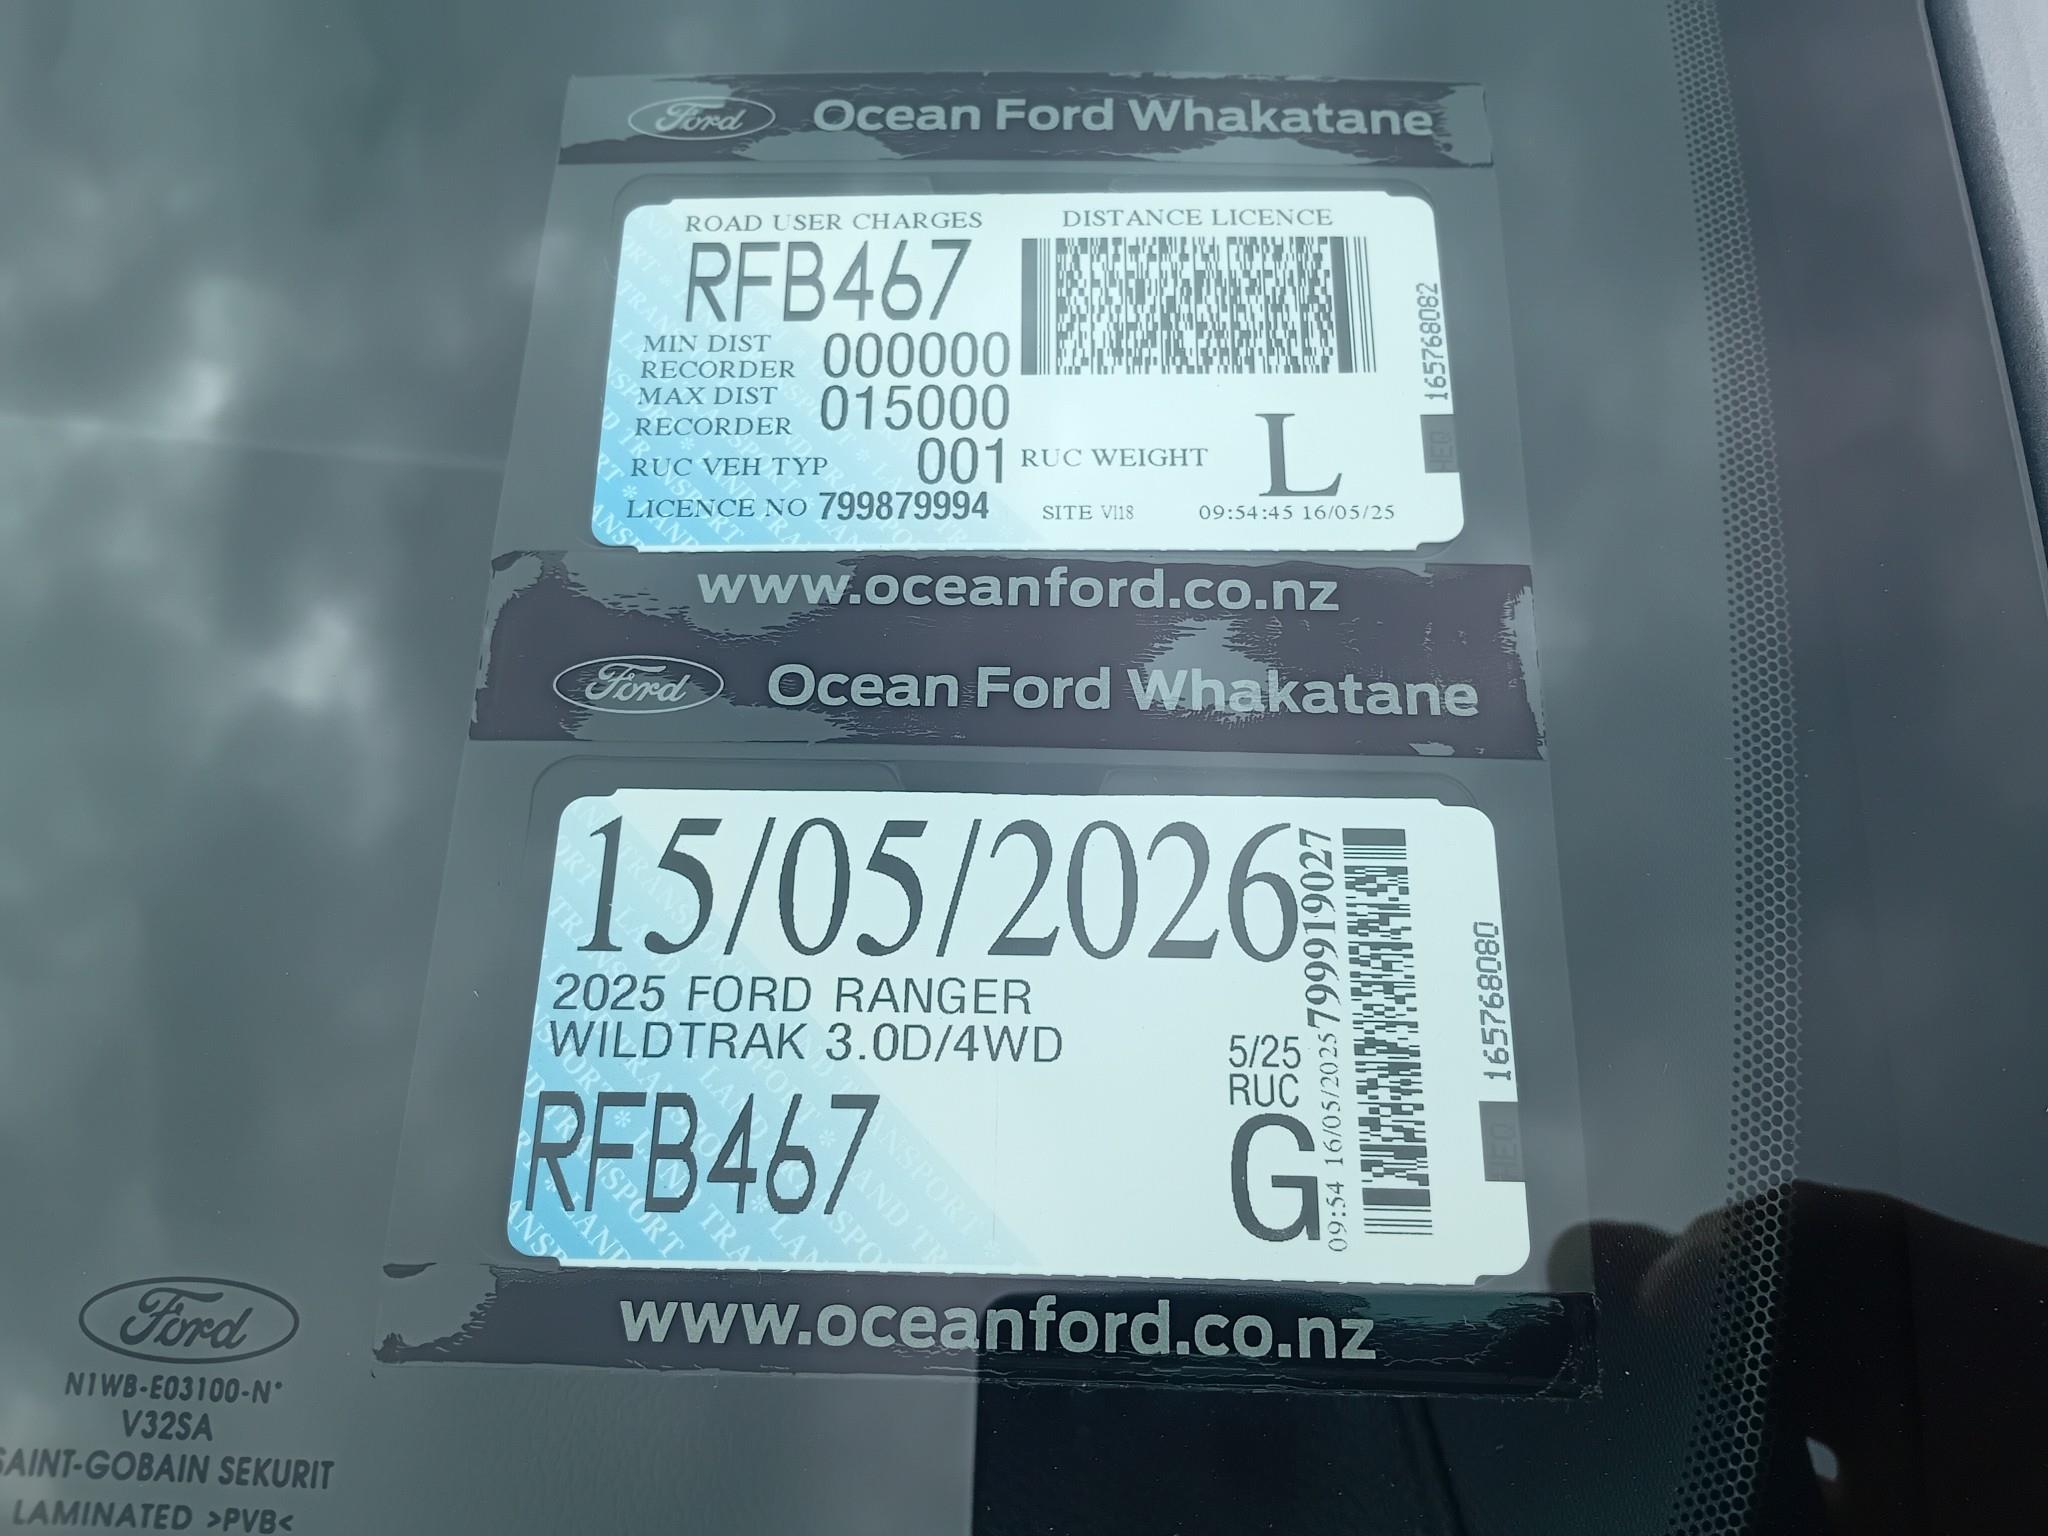 Ford Ocean Ford Whakatane
ROAD USER CHARGES DISTANCE LICENCE
RFB467
MIN DIST RECORDER 000000
MAX DIST RECORDER 015000
RUC VEH TYP 001 RUC WEIGHT L
LICENCE NO 799879994 SITE VI18 09:54:45 16/05/25
165768082
HEQ
www.oceanford.co.nz
Ford Ocean Ford Whakatane
15/05/2026
2025 FORD RANGER
WILDTRAK 3.0D/4WD
RFB467
5/25
RUC
G
09:54 16/05/2025 799919027
165768080
HEQ
www.oceanford.co.nz
Ford
N1WB-E03100-N*
V32SA
SAINT-GOBAIN SEKURIT
LAMINATED >PVB<